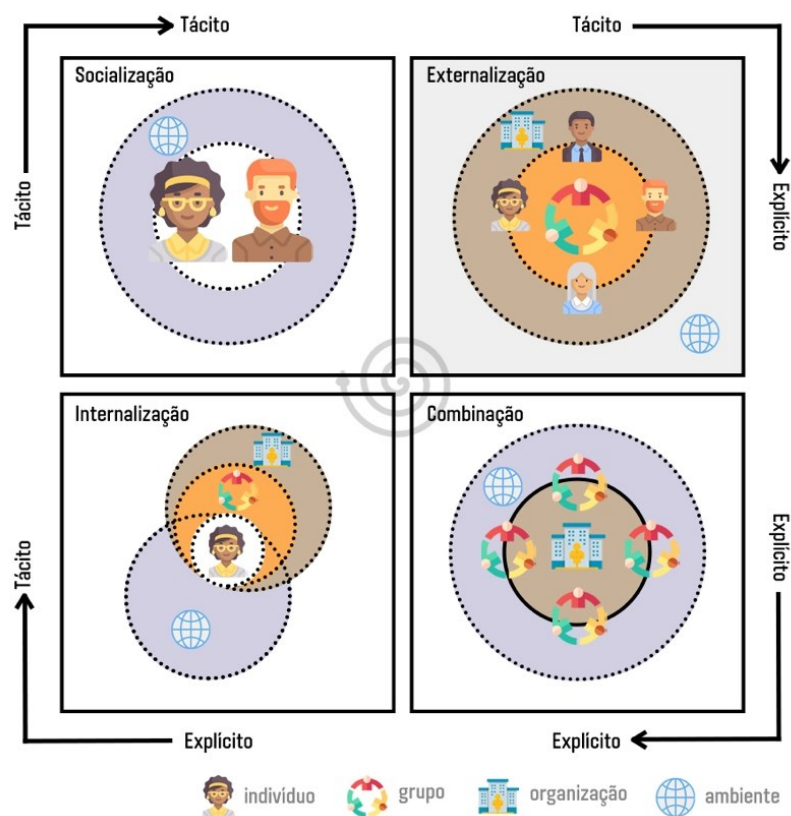 Tácito
Tácito
Tácito
Explícito
Socialização
Externalização
Internalização
Combinação
Tácito
Explícito
Explícito
Explícito
indivíduo
grupo
organização
ambiente